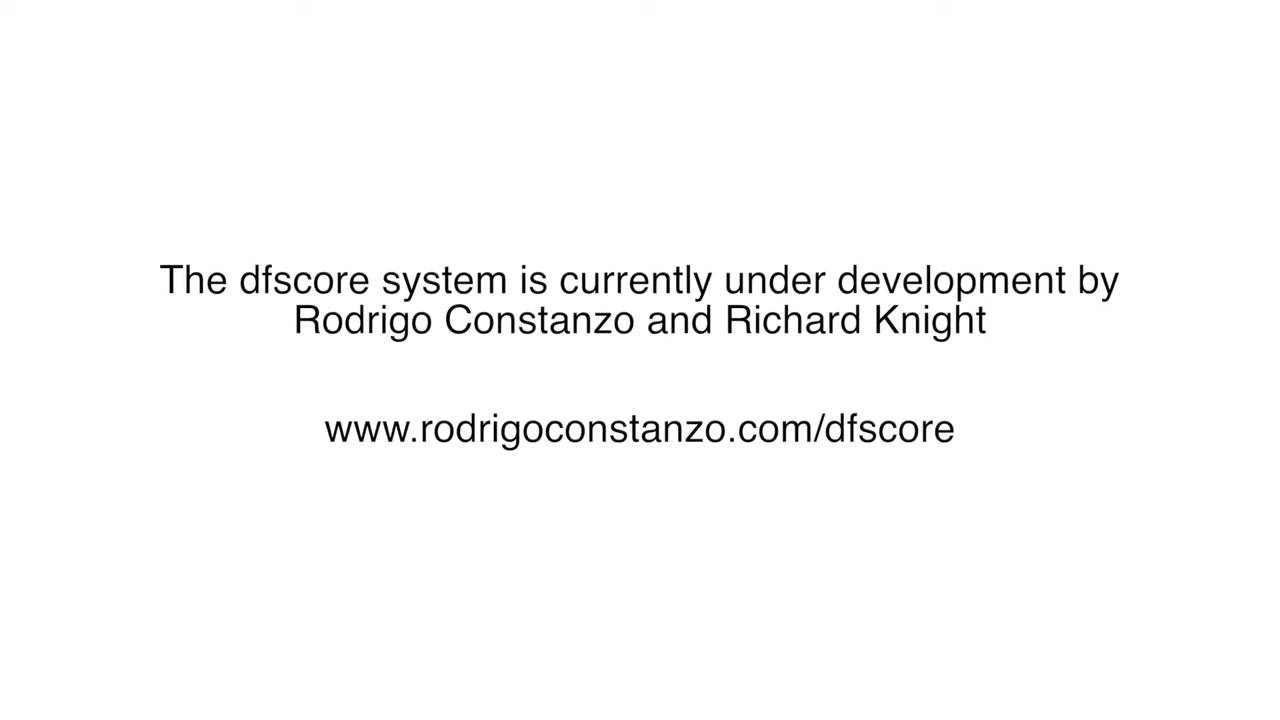 The dfscore system is currently under development by
Rodrigo Constanzo and Richard Knight
www.rodrigoconstanzo.com/dfscore